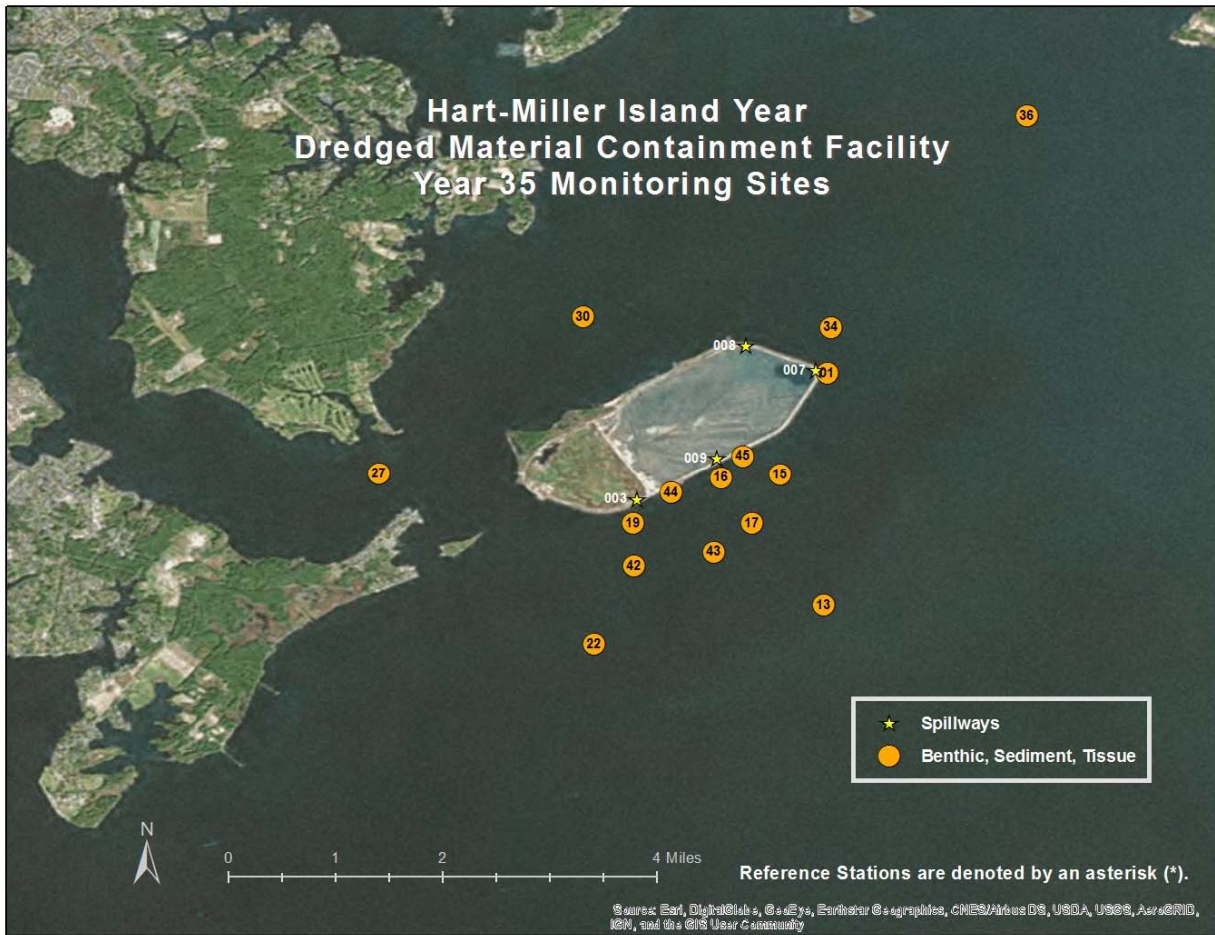 Hart-Miller Island Year
Dredged Material Containment Facility
Year 35 Monitoring Sites
36
30
34
008
007
01
009
45
27
16
15
44
003
19
17
43
42
13
22
Spillways
Benthic, Sediment, Tissue
N
0 1 2 4 Miles
Reference Stations are denoted by an asterisk (*).
Source: Esri, DigitalGlobe, GeoEye, Earthstar Geographics, CNES/Airbus DS, USDA, USGS, AeroGRID,
IGN, and the GIS User Community